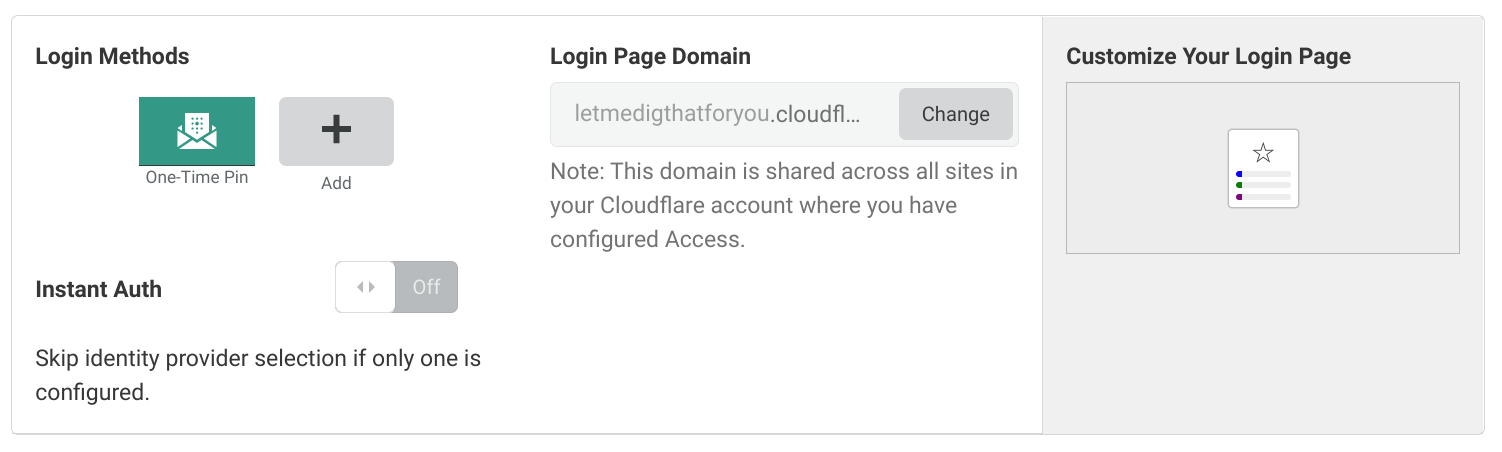 Login Methods
One-Time Pin
Add
Instant Auth
Off
Skip identity provider selection if only one is
configured.
Login Page Domain
letmedigthatforyou.cloudfl...
Change
Note: This domain is shared across all sites in
your Cloudflare account where you have
configured Access.
Customize Your Login Page